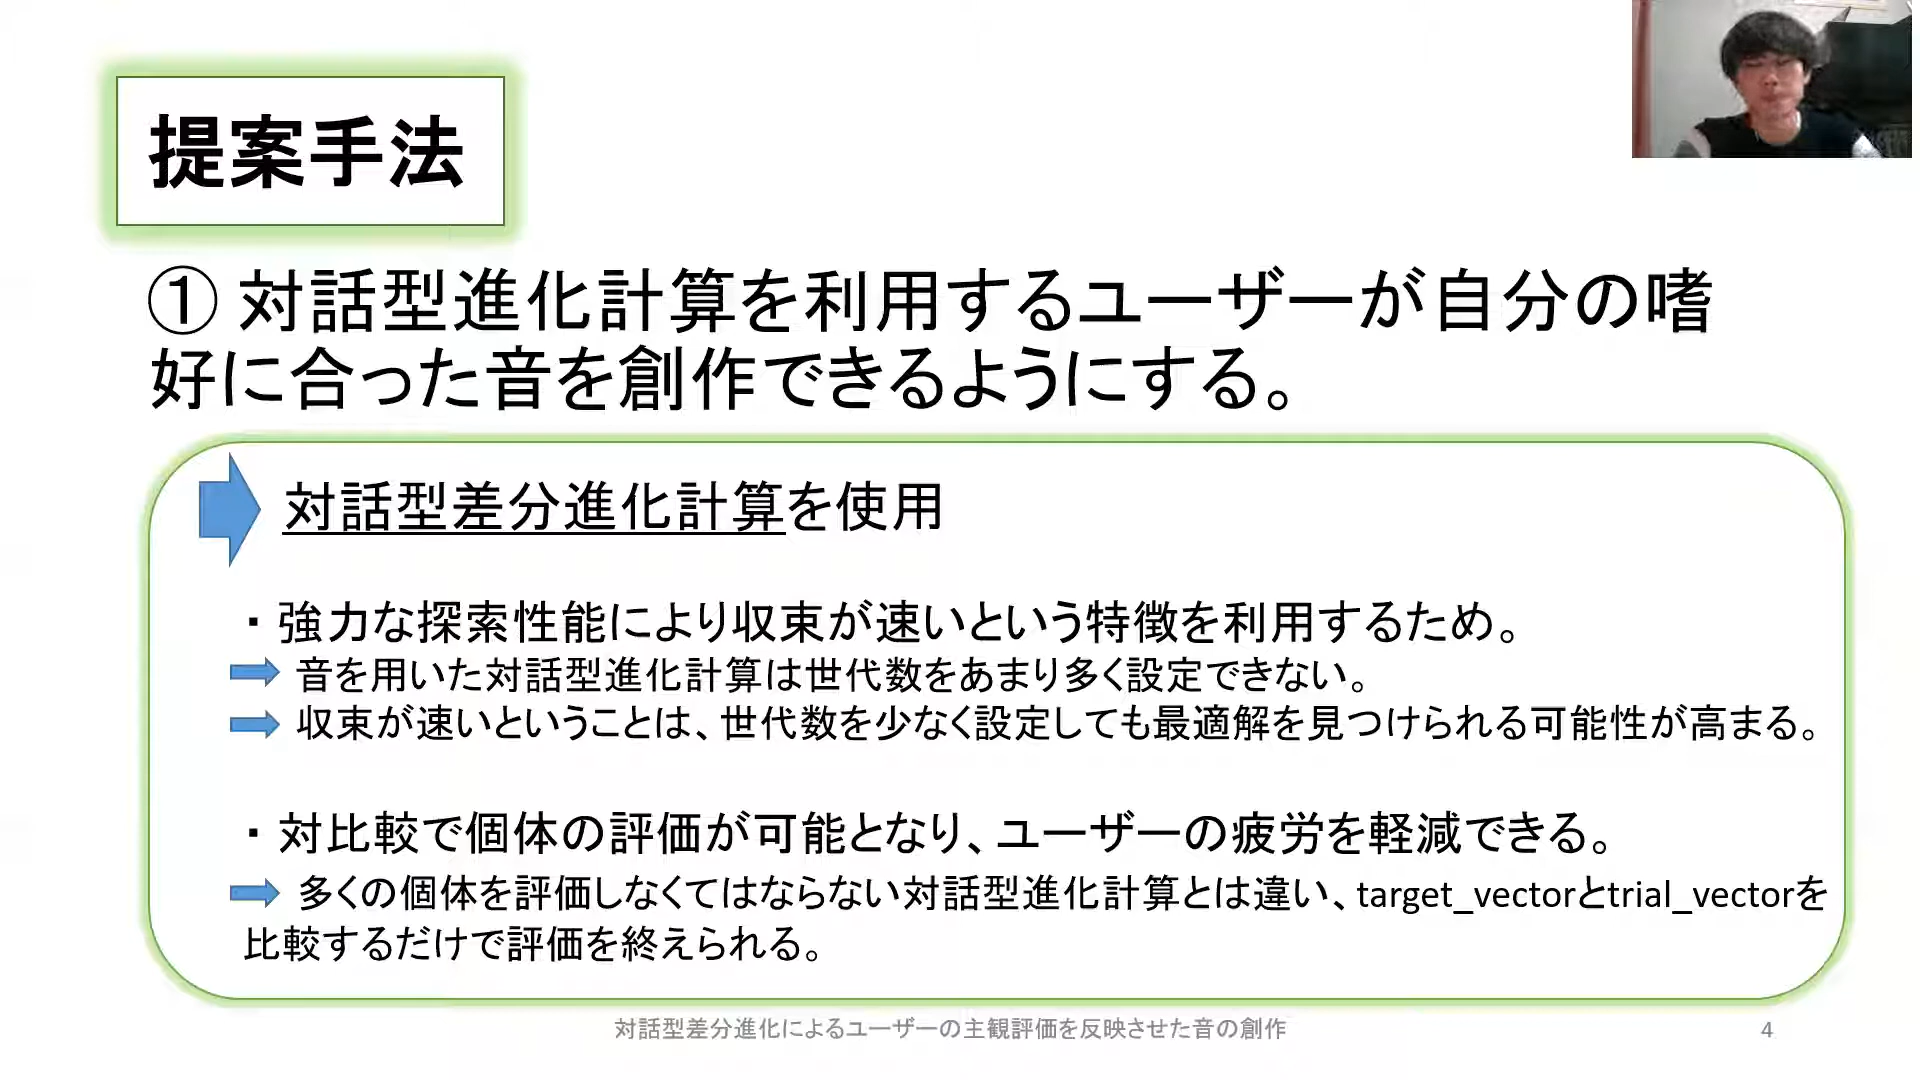 提案手法
① 対話型進化計算を利用するユーザーが自分の嗜
好に合った音を創作できるようにする。
対話型差分進化計算を使用
・強力な探索性能により収束が速いという特徴を利用するため。
音を用いた対話型進化計算は世代数をあまり多く設定できない。
収束が速いということは、世代数を少なく設定しても最適解を見つけられる可能性が高まる。
・対比較で個体の評価が可能となり、ユーザーの疲労を軽減できる。
多くの個体を評価しなくてはならない対話型進化計算とは違い、target_vectorとtrial_vectorを
比較するだけで評価を終えられる。
対話型差分進化によるユーザーの主観評価を反映させた音の創作
4